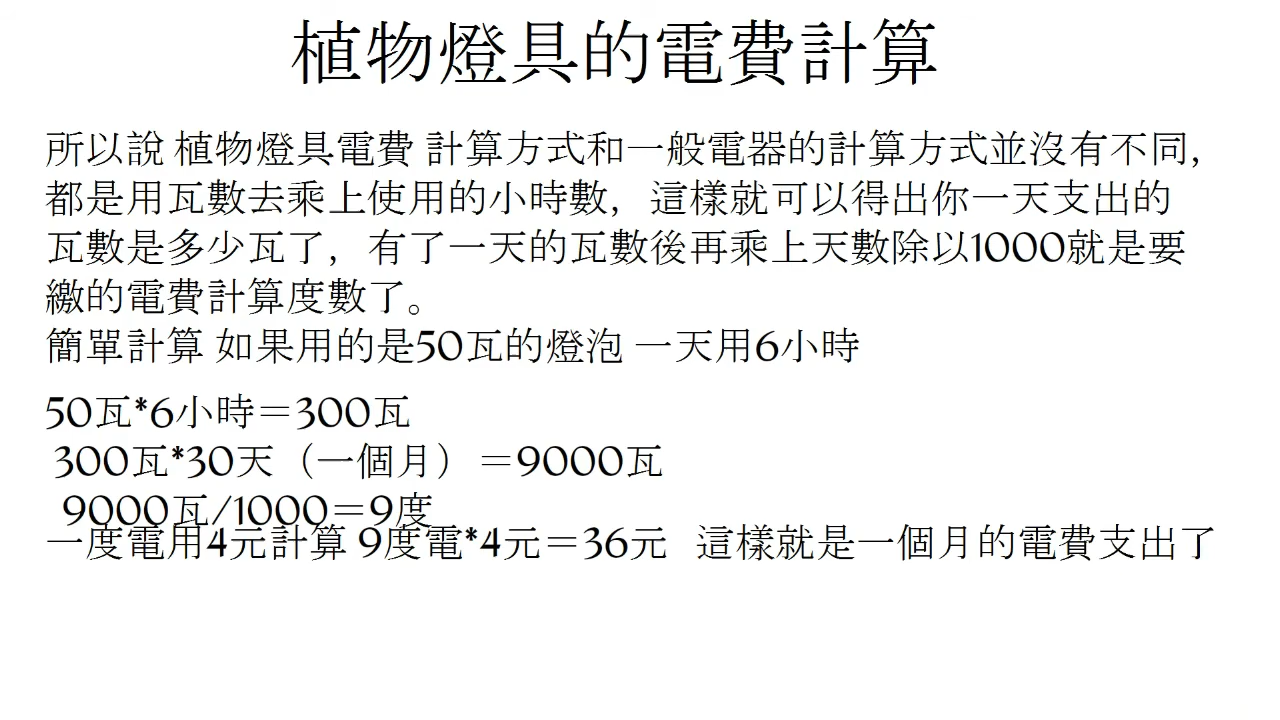 植物燈具的電費計算
所以說 植物燈具電費 計算方式和一般電器的計算方式並沒有不同，
都是用瓦數去乘上使用的小時數，這樣就可以得出你一天支出的
瓦數是多少瓦了，有了一天的瓦數後再乘上天數除以1000就是要
繳的電費計算度數了。
簡單計算 如果用的是50瓦的燈泡 一天用6小時
50瓦*6小時＝300瓦
300瓦*30天（一個月）＝9000瓦
9000瓦/1000＝9度
一度電用4元計算 9度電*4元＝36元 這樣就是一個月的電費支出了